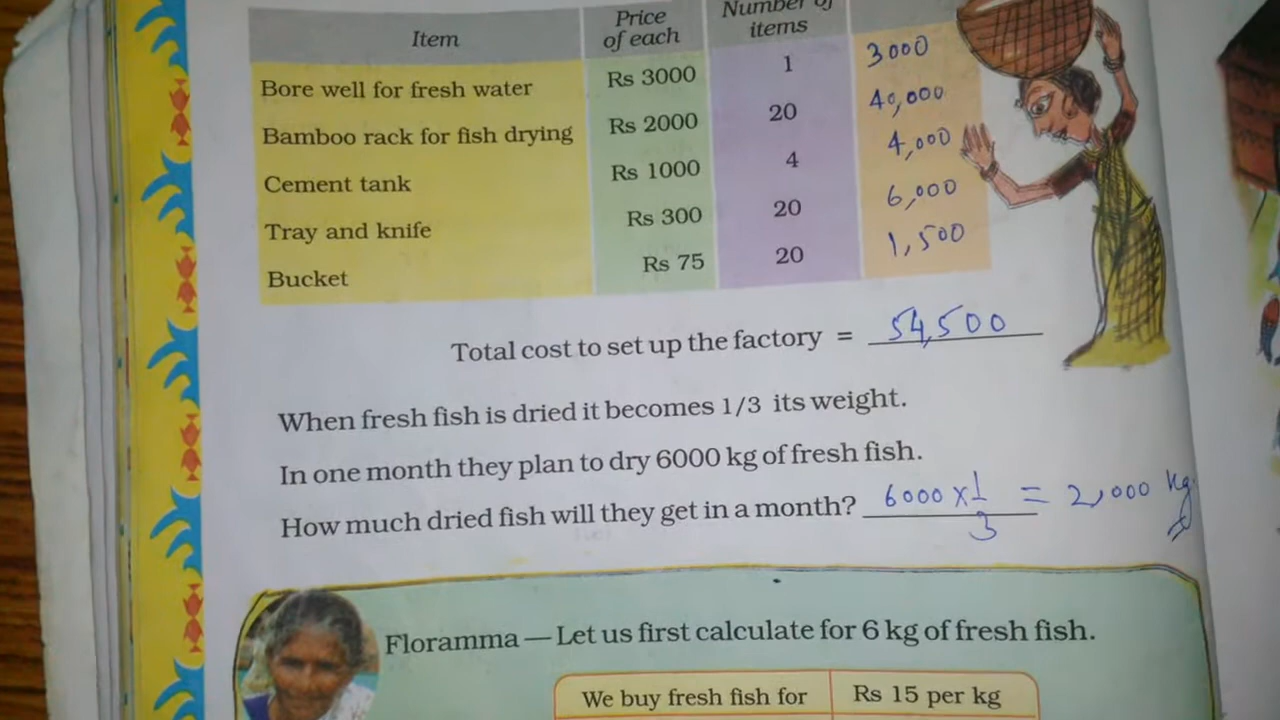 Item Price of each Number of items
Bore well for fresh water Rs 3000 1 3000
Bamboo rack for fish drying Rs 2000 20 40,000
Cement tank Rs 1000 4 4,000
Tray and knife Rs 300 20 6,000
Bucket Rs 75 20 1,500
Total cost to set up the factory = 54,500
When fresh fish is dried it becomes 1/3 its weight.
In one month they plan to dry 6000 kg of fresh fish.
How much dried fish will they get in a month? 6000 x 1/3 = 2,000 kg
Floramma — Let us first calculate for 6 kg of fresh fish.
We buy fresh fish for Rs 15 per kg